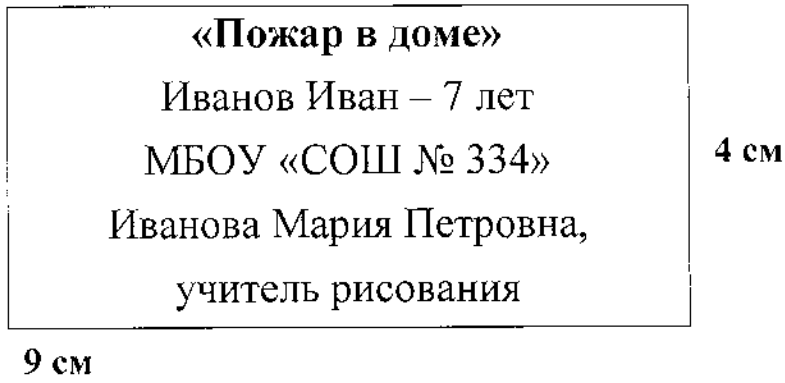 «Пожар в доме»
Иванов Иван – 7 лет
МБОУ «СОШ № 334»
Иванова Мария Петровна,
учитель рисования
4 см
9 см